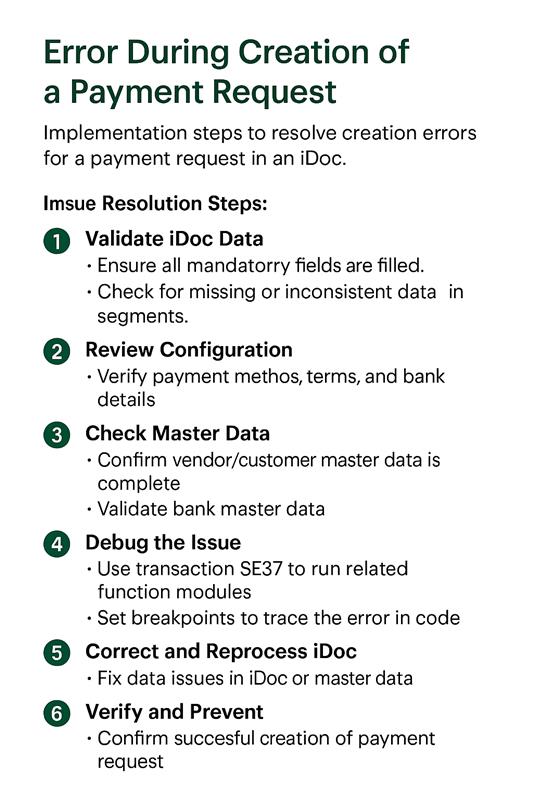 Error During Creation of
a Payment Request
Implementation steps to resolve creation errors
for a payment request in an iDoc.
Imsue Resolution Steps:
1 Validate iDoc Data
· Ensure all mandatorry fields are filled.
· Check for missing or inconsistent data in
segments.
2 Review Configuration
· Verify payment methos, terms, and bank
details
3 Check Master Data
· Confirm vendor/customer master data is
complete
· Validate bank master data
4 Debug the Issue
· Use transaction SE37 to run related
function modules
· Set breakpoints to trace the error in code
5 Correct and Reprocess iDoc
· Fix data issues in iDoc or master data
6 Verify and Prevent
· Confirm succesful creation of payment
request